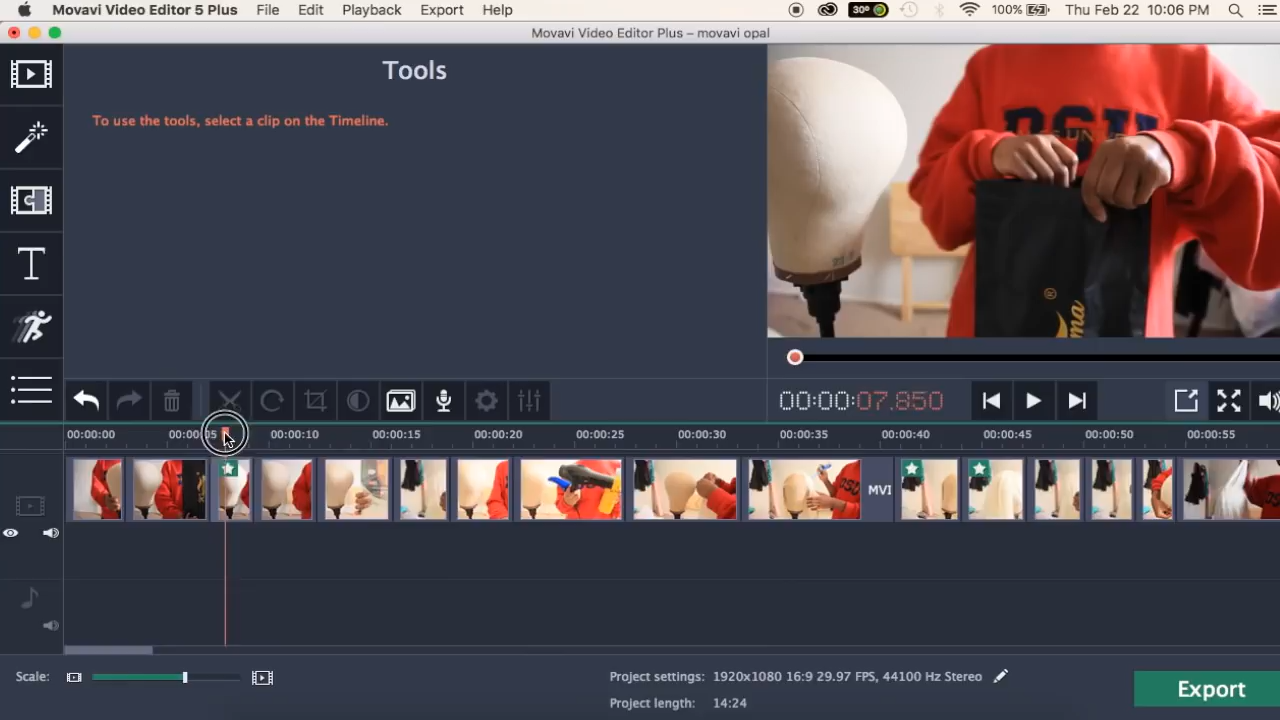 Movavi Video Editor 5 Plus File Edit Playback Export Help 30° 100% Thu Feb 22 10:06 PM
Movavi Video Editor Plus – movavi opal
Tools
To use the tools, select a clip on the Timeline.
T
00:00:07.850
00:00:00 00:00:05 00:00:10 00:00:15 00:00:20 00:00:25 00:00:30 00:00:35 00:00:40 00:00:45 00:00:50 00:00:55
MVI
Scale:
Project settings: 1920x1080 16:9 29.97 FPS, 44100 Hz Stereo
Project length: 14:24
Export